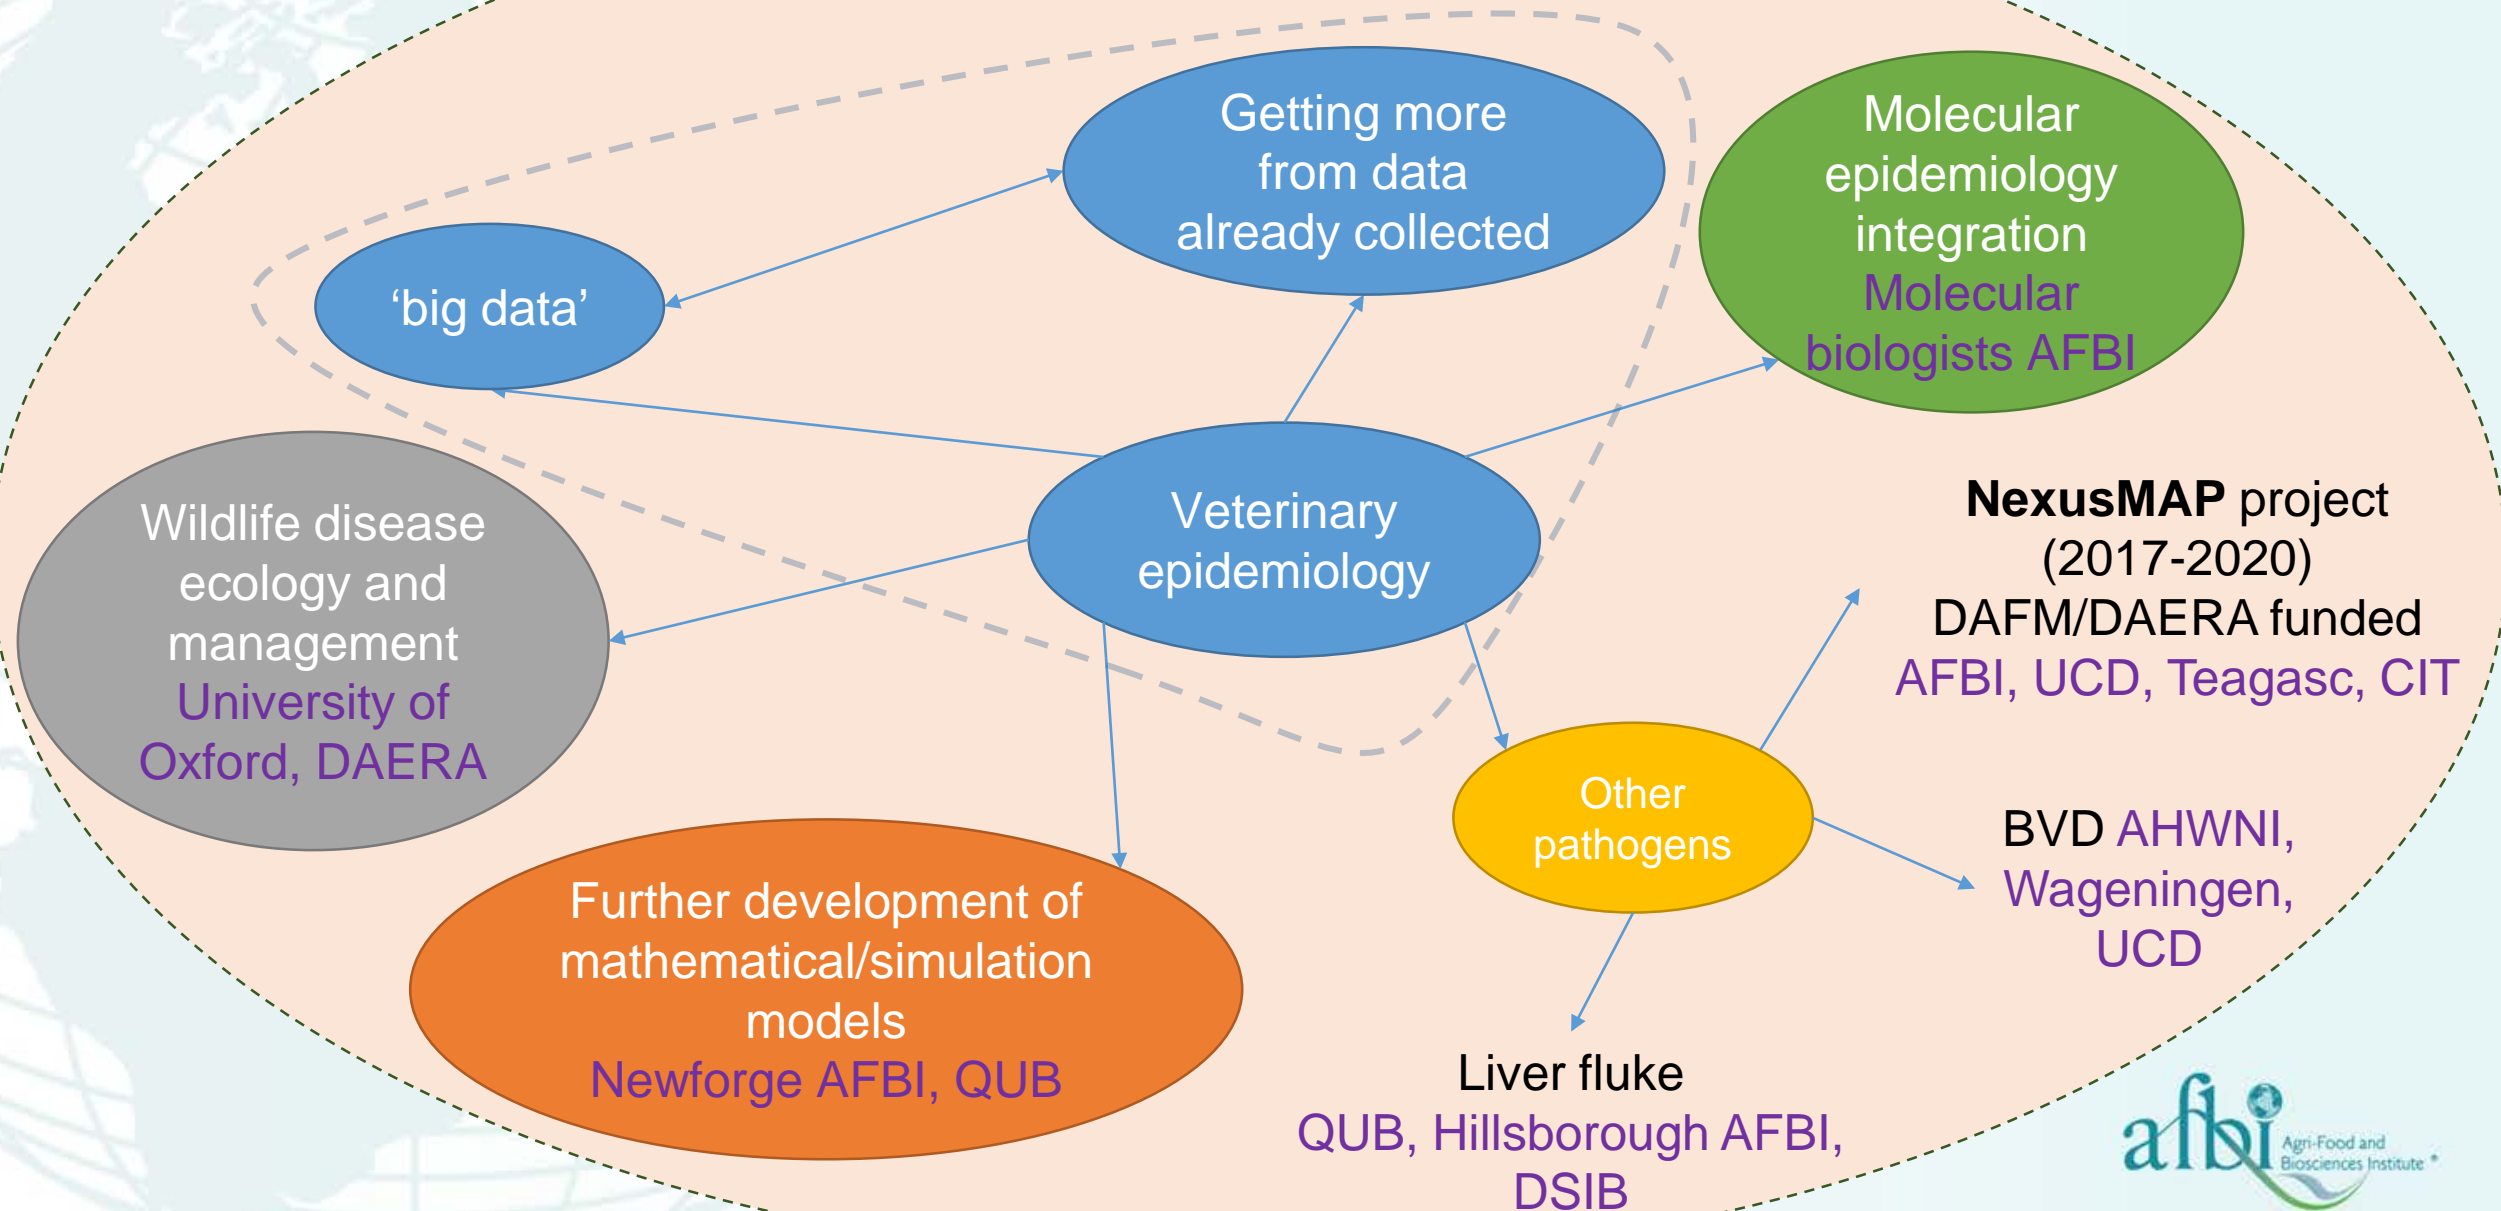 Getting more
from data
already collected
Molecular
epidemiology
integration
Molecular
biologists AFBI
‘big data’
Veterinary
epidemiology
Wildlife disease
ecology and
management
University of
Oxford, DAERA
NexusMAP project
(2017-2020)
DAFM/DAERA funded
AFBI, UCD, Teagasc, CIT
Other
pathogens
BVD AHWNI,
Wageningen,
UCD
Further development of
mathematical/simulation
models
Newforge AFBI, QUB
Liver fluke
QUB, Hillsborough AFBI,
DSIB
afbi
Agri-Food and
Biosciences Institute